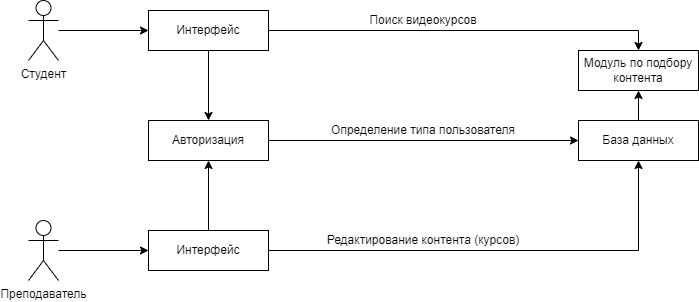 Поиск видеокурсов
Интерфейс
Студент
Модуль по подбору
контента
Определение типа пользователя
Авторизация
База данных
Редактирование контента (курсов)
Интерфейс
Преподаватель